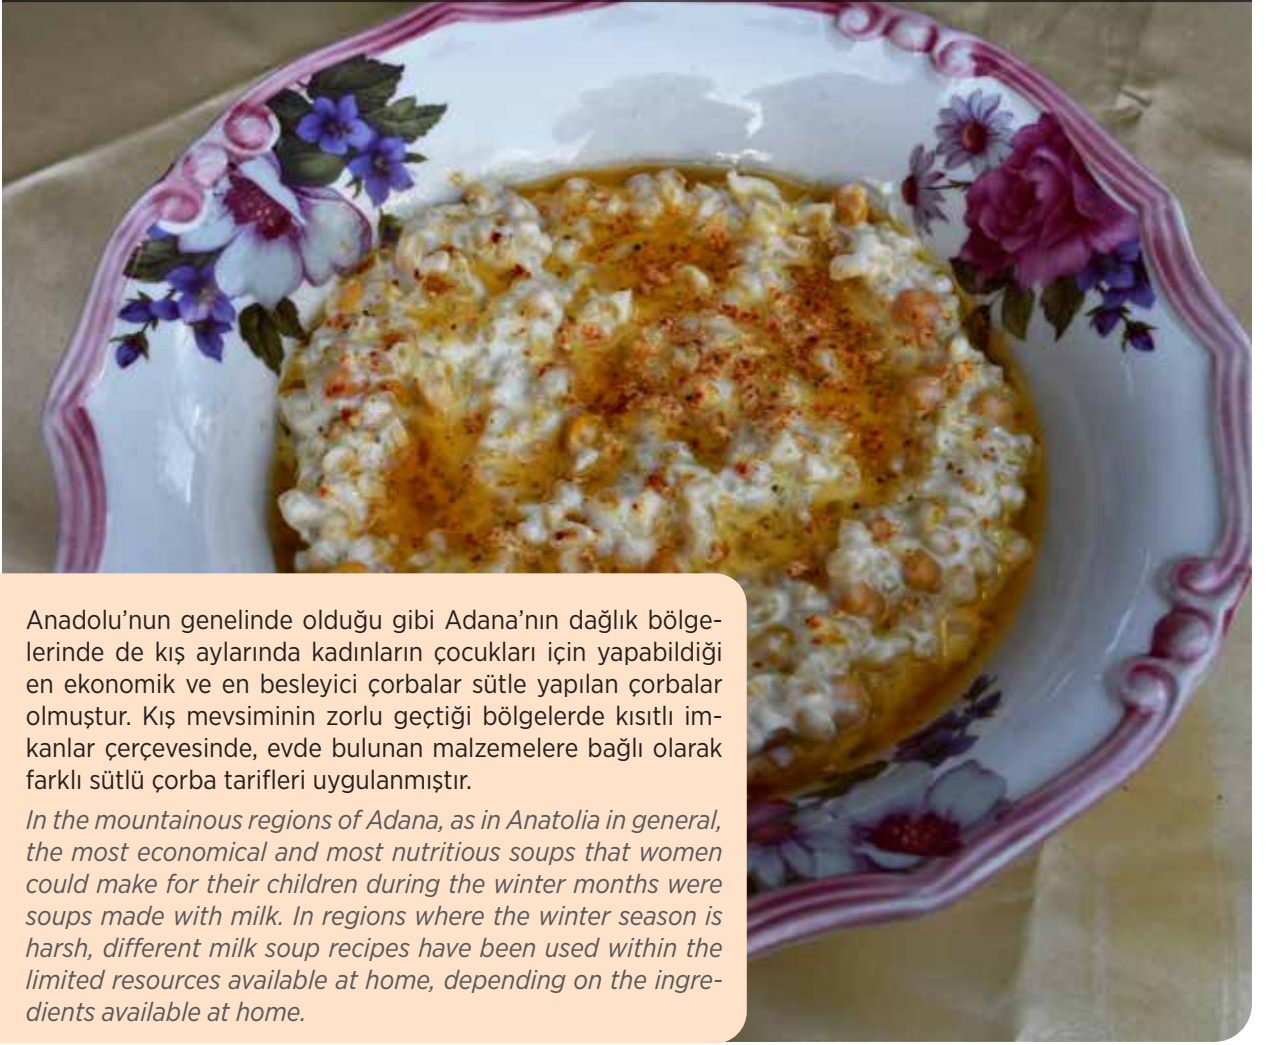 Anadolu’nun genelinde olduğu gibi Adana’nın dağlık bölge-
lerinde de kış aylarında kadınların çocukları için yapabildiği
en ekonomik ve en besleyici çorbalar sütle yapılan çorbalar
olmuştur. Kış mevsiminin zorlu geçtiği bölgelerde kısıtlı im-
kanlar çerçevesinde, evde bulunan malzemelere bağlı olarak
farklı sütlü çorba tarifleri uygulanmıştır.
In the mountainous regions of Adana, as in Anatolia in general,
the most economical and most nutritious soups that women
could make for their children during the winter months were
soups made with milk. In regions where the winter season is
harsh, different milk soup recipes have been used within the
limited resources available at home, depending on the ingre-
dients available at home.